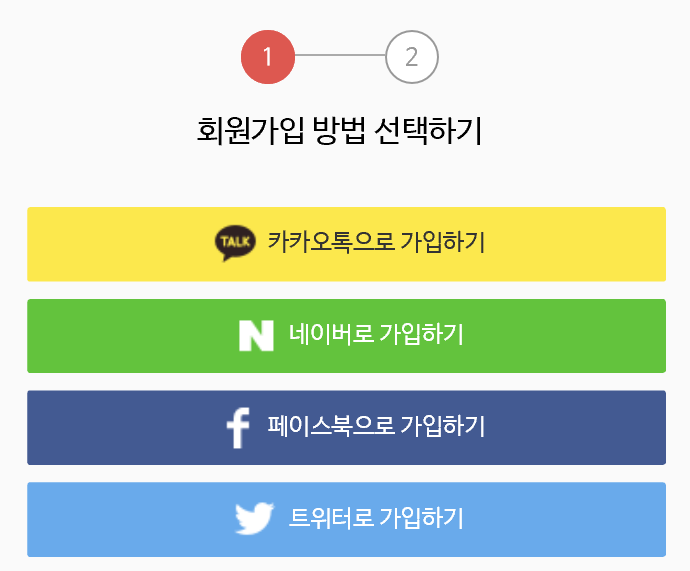 1 2
회원가입 방법 선택하기
TALK 카카오톡으로 가입하기
N 네이버로 가입하기
f 페이스북으로 가입하기
트위터로 가입하기